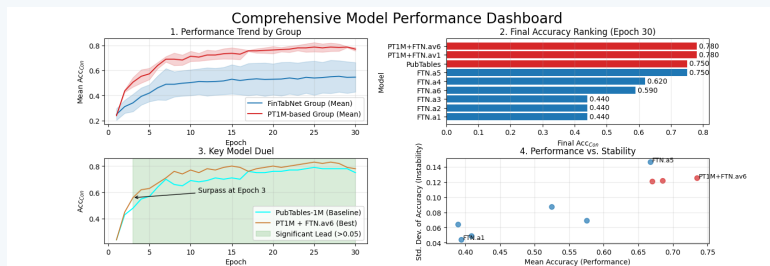 Comprehensive Model Performance Dashboard
1. Performance Trend by Group
Mean Acc_Con
0.8
0.6
0.4
0.2
FinTabNet Group (Mean)
PT1M-based Group (Mean)
0 5 10 15 20 25 30
Epoch
2. Final Accuracy Ranking (Epoch 30)
Model
PT1M+FTN.av6 0.780
PT1M+FTN.av1 0.780
PubTables 0.750
FTN.a5 0.750
FTN.a4 0.620
FTN.a6 0.590
FTN.a3 0.440
FTN.a2 0.440
FTN.a1 0.440
0.0 0.1 0.2 0.3 0.4 0.5 0.6 0.7 0.8
Final Acc_Con
3. Key Model Duel
Acc_Con
0.8
0.6
0.4
Surpass at Epoch 3
PubTables-1M (Baseline)
PT1M + FTN.av6 (Best)
Significant Lead (>0.05)
0 5 10 15 20 25 30
Epoch
4. Performance vs. Stability
Std. Dev. of Accuracy (Instability)
0.14
0.12
0.10
0.08
0.06
0.04
FTN.a5
PT1M+FTN.av6
FTN.a1
0.40 0.45 0.50 0.55 0.60 0.65 0.70 0.75
Mean Accuracy (Performance)